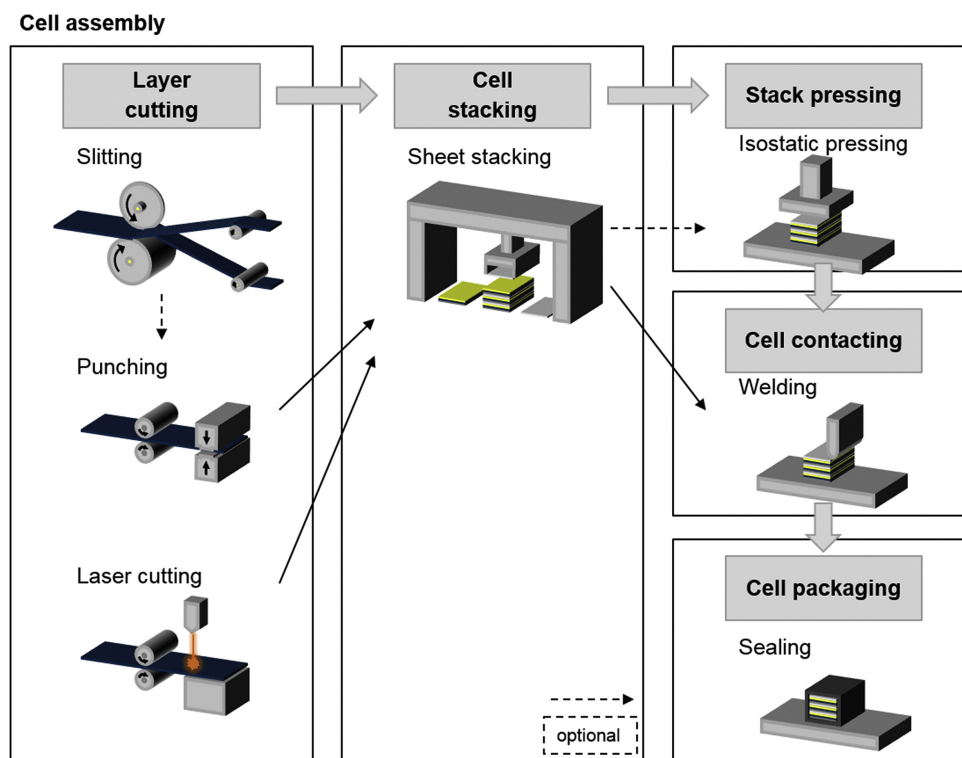 Cell assembly
Layer
cutting
Slitting
Punching
Laser cutting
Cell
stacking
Sheet stacking
optional
Stack pressing
Isostatic pressing
Cell contacting
Welding
Cell packaging
Sealing